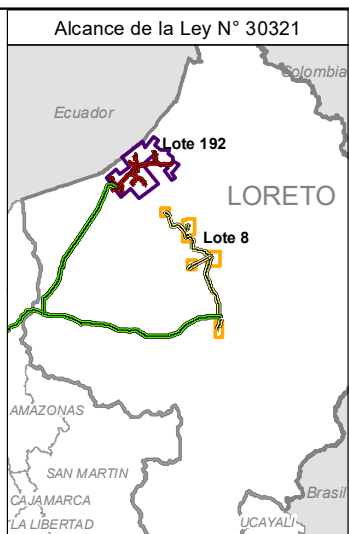 Alcance de la Ley N° 30321
Colombia
Ecuador
Lote 192
LORETO
Lote 8
AMAZONAS
SAN MARTIN
CAJAMARCA
Brasil
LA LIBERTAD
UCAYALI